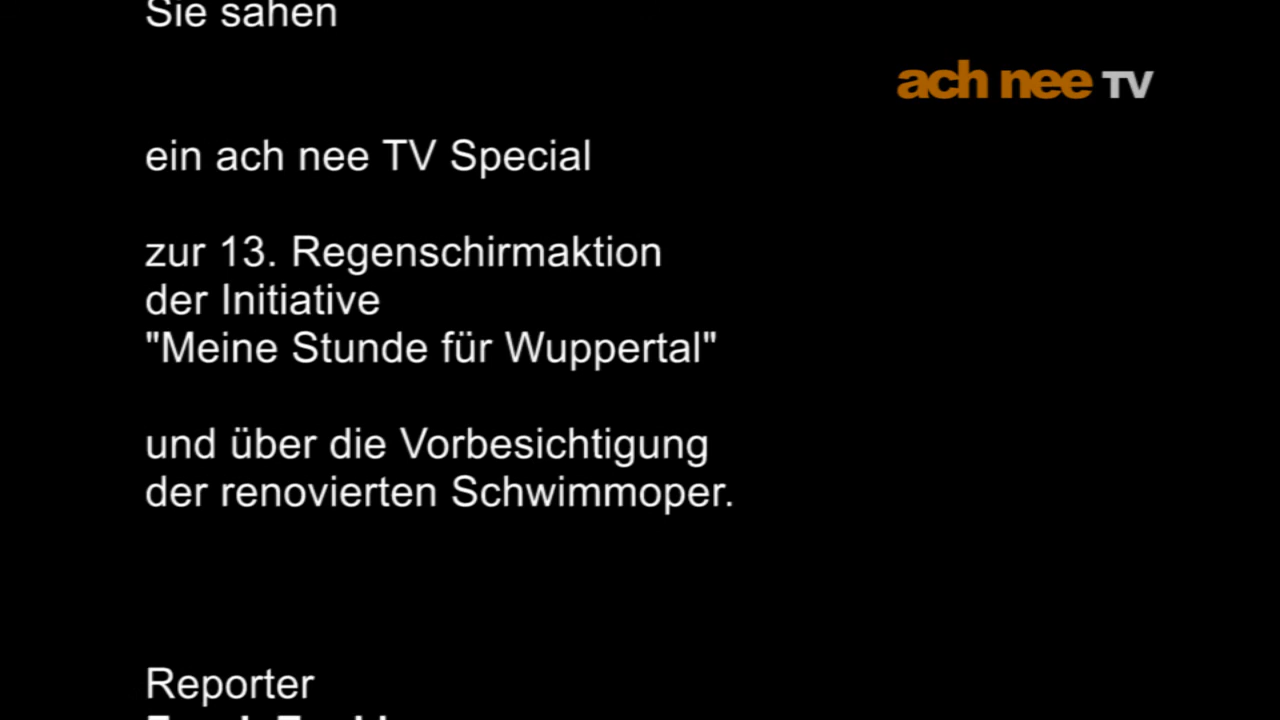 Sie sahen
ach nee TV
ein ach nee TV Special
zur 13. Regenschirmaktion
der Initiative
"Meine Stunde für Wuppertal"
und über die Vorbesichtigung
der renovierten Schwimmoper.
Reporter